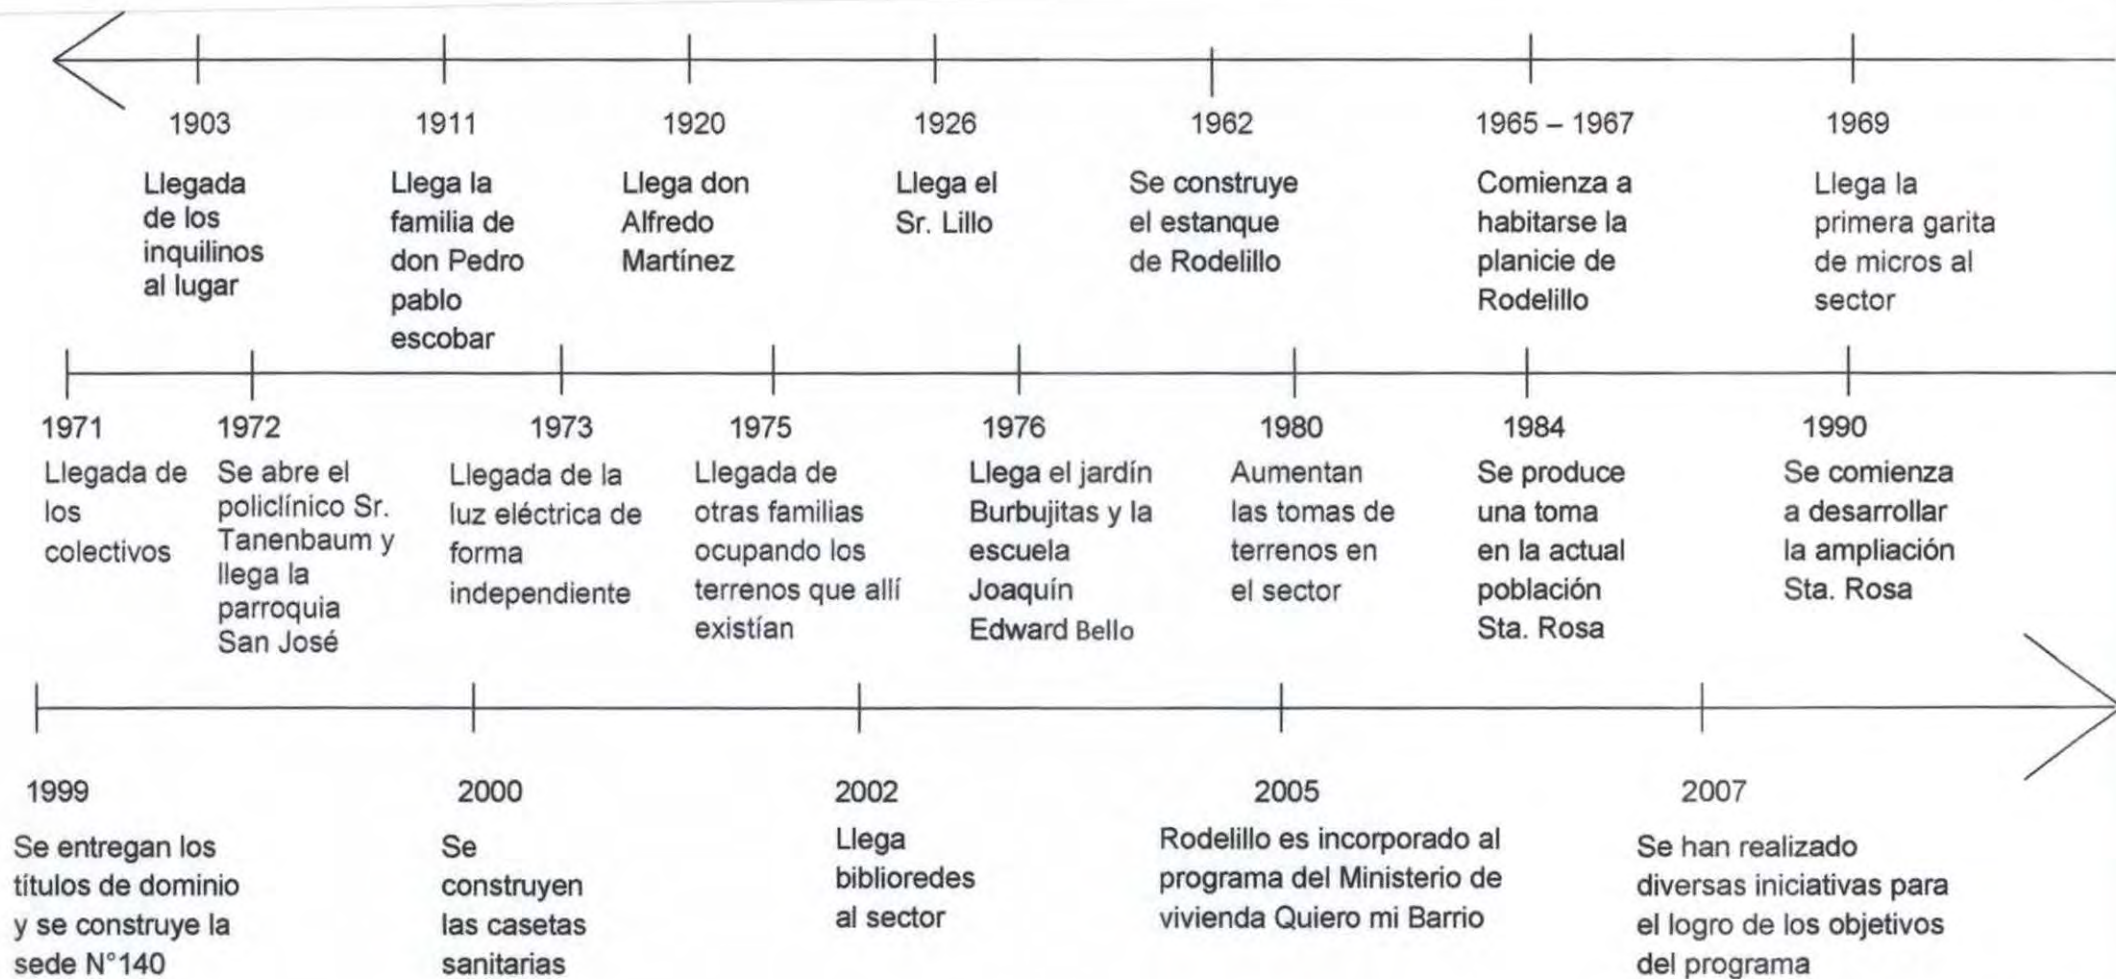 1903
Llegada
de los
inquilinos
al lugar
1911
Llega la
familia de
don Pedro
pablo
escobar
1920
Llega don
Alfredo
Martínez
1926
Llega el
Sr. Lillo
1962
Se construye
el estanque
de Rodelillo
1965 – 1967
Comienza a
habitarse la
planicie de
Rodelillo
1969
Llega la
primera garita
de micros al
sector
1971
Llegada de
los
colectivos
1972
Se abre el
policlínico Sr.
Tanenbaum y
llega la
parroquia
San José
1973
Llegada de la
luz eléctrica de
forma
independiente
1975
Llegada de
otras familias
ocupando los
terrenos que allí
existían
1976
Llega el jardín
Burbujitas y la
escuela
Joaquín
Edward Bello
1980
Aumentan
las tomas de
terrenos en
el sector
1984
Se produce
una toma
en la actual
población
Sta. Rosa
1990
Se comienza
a desarrollar
la ampliación
Sta. Rosa
1999
Se entregan los
títulos de dominio
y se construye la
sede N°140
2000
Se
construyen
las casetas
sanitarias
2002
Llega
biblioredes
al sector
2005
Rodelillo es incorporado al
programa del Ministerio de
vivienda Quiero mi Barrio
2007
Se han realizado
diversas iniciativas para
el logro de los objetivos
del programa